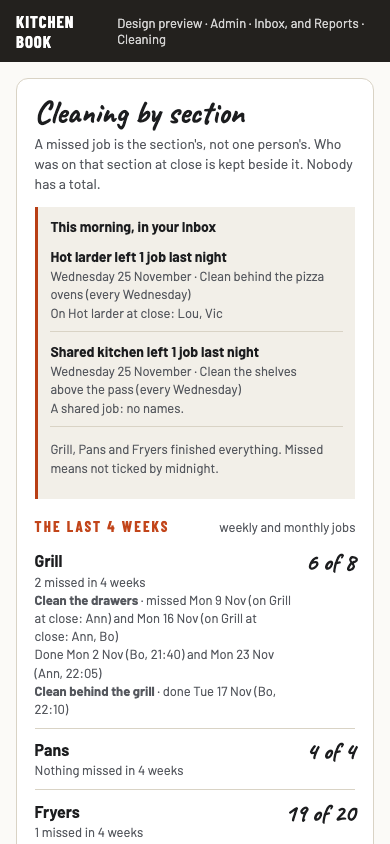 KITCHEN
BOOK
Design preview · Admin · Inbox, and Reports ·
Cleaning
Cleaning by section
A missed job is the section's, not one person's. Who
was on that section at close is kept beside it. Nobody
has a total.
This morning, in your Inbox
Hot larder left 1 job last night
Wednesday 25 November · Clean behind the pizza
ovens (every Wednesday)
On Hot larder at close: Lou, Vic
Shared kitchen left 1 job last night
Wednesday 25 November · Clean the shelves
above the pass (every Wednesday)
A shared job: no names.
Grill, Pans and Fryers finished everything. Missed
means not ticked by midnight.
THE LAST 4 WEEKS weekly and monthly jobs
Grill 6 of 8
2 missed in 4 weeks
Clean the drawers · missed Mon 9 Nov (on Grill
at close: Ann) and Mon 16 Nov (on Grill at
close: Ann, Bo)
Done Mon 2 Nov (Bo, 21:40) and Mon 23 Nov
(Ann, 22:05)
Clean behind the grill · done Tue 17 Nov (Bo,
22:10)
Pans 4 of 4
Nothing missed in 4 weeks
Fryers 19 of 20
1 missed in 4 weeks